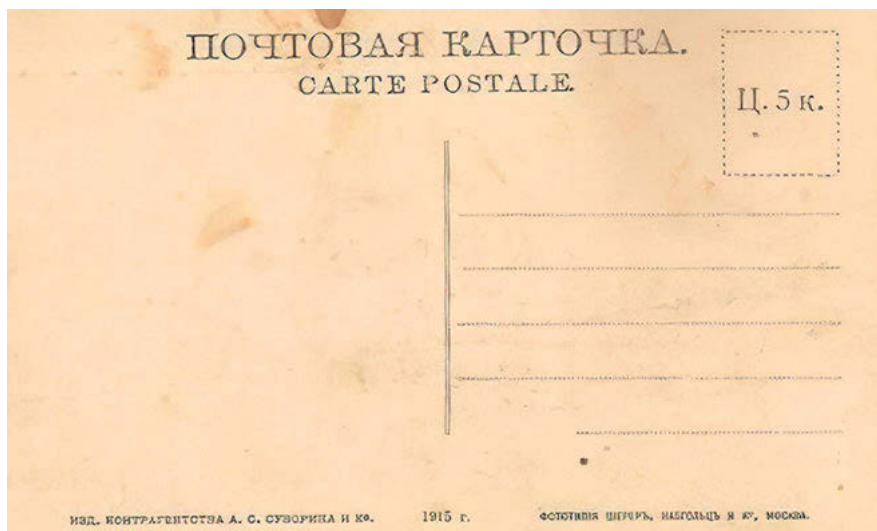 ПОЧТОВАЯ КАРТОЧКА.
CARTE POSTALE.
Ц. 5 к.
ИЗД. КОНТРАГЕНТСТВА А. С. СУВОРИНА И Кº.
1915 г.
ФОТОТИПІЯ ШЕРЕРЪ, НАБГОЛЬЦЪ И Кº, МОСКВА.